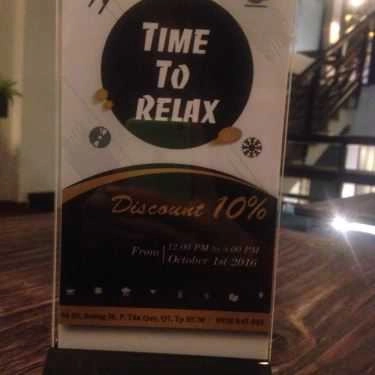 TIME
TO
RELAX
Discount 10%
From
12.00 PM to 5.00 PM
October 1st 2016